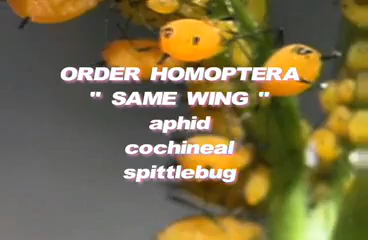 ORDER HOMOPTERA
" SAME WING "
aphid
cochineal
spittlebug